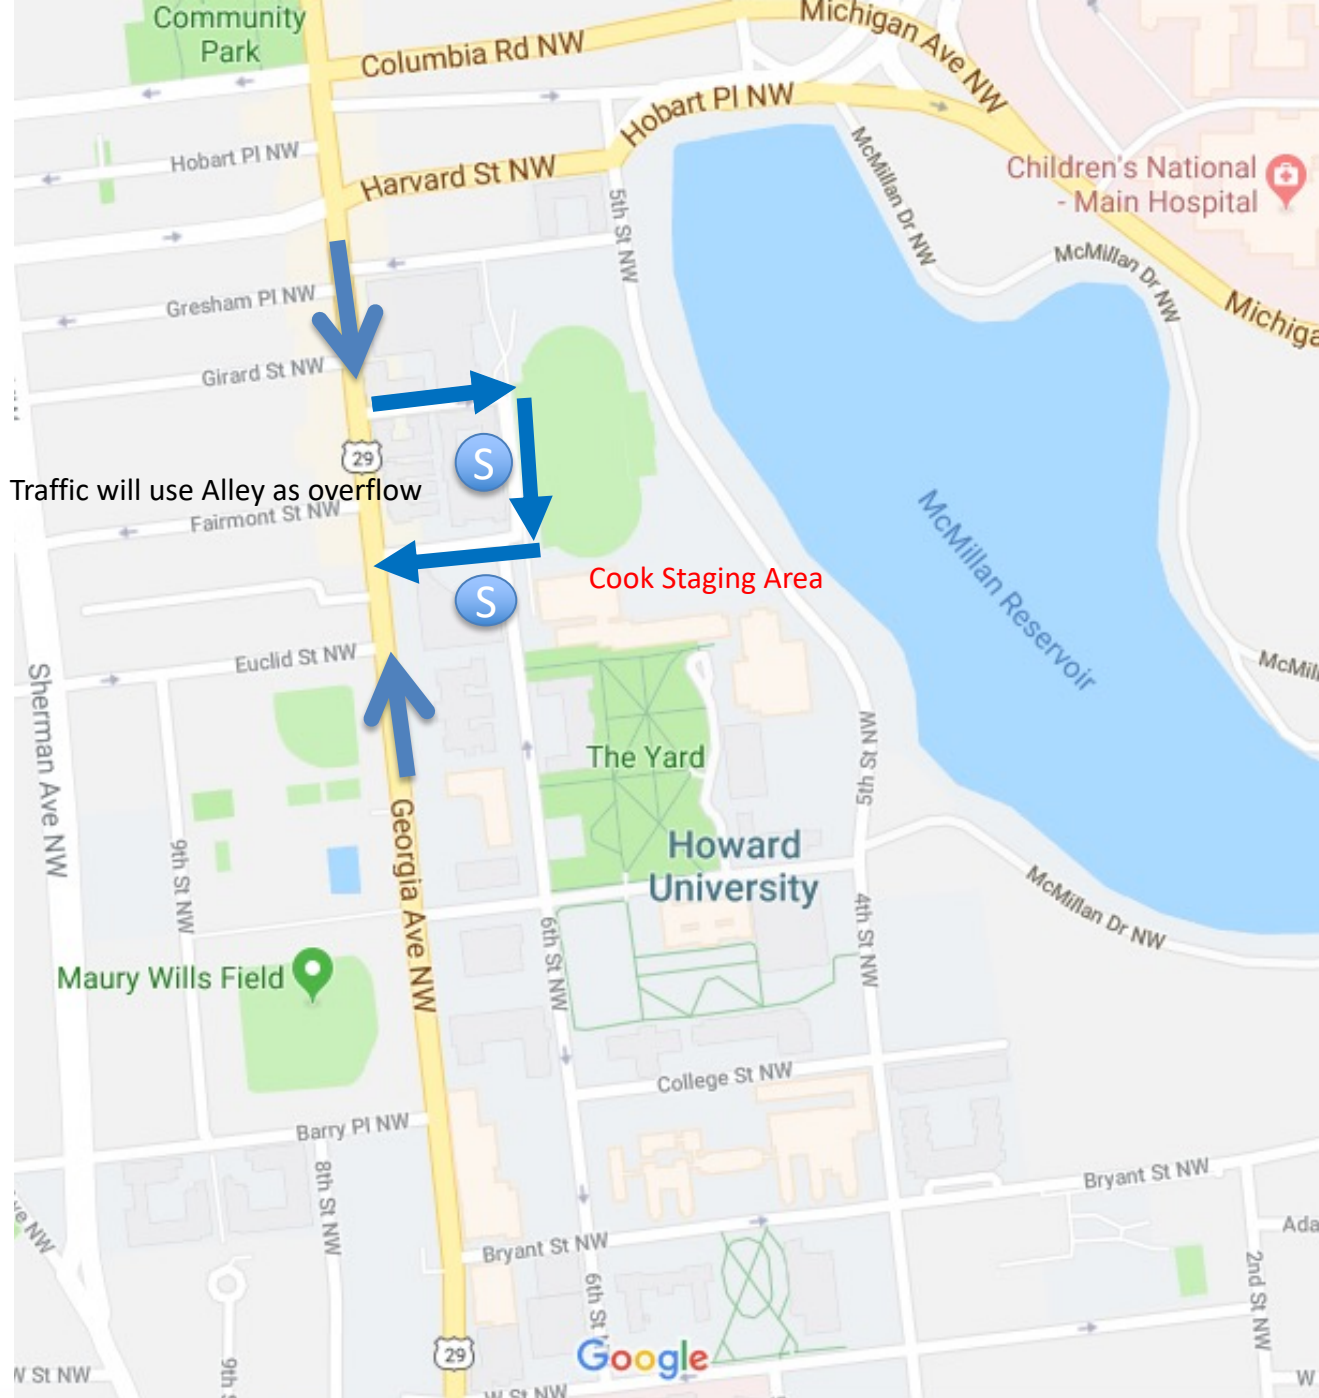 Community
Park
Columbia Rd NW
Michigan Ave NW
Hobart Pl NW
Hobart Pl NW
Harvard St NW
McMillan Dr NW
Children's National
- Main Hospital
5th St NW
McMillan Dr NW
Gresham Pl NW
Michiga
Girard St NW
29
S
Traffic will use Alley as overflow
Fairmont St NW
McMillan Reservoir
Cook Staging Area
S
Euclid St NW
McMill
Sherman Ave NW
The Yard
5th St NW
Georgia Ave NW
9th St NW
Howard
University
McMillan Dr NW
4th St NW
6th St NW
Maury Wills Field
College St NW
Barry Pl NW
8th St NW
Bryant St NW
Ada
ve NW
Bryant St NW
2nd St NW
6th St
29
Google
9th
W St NW
W St NW
W